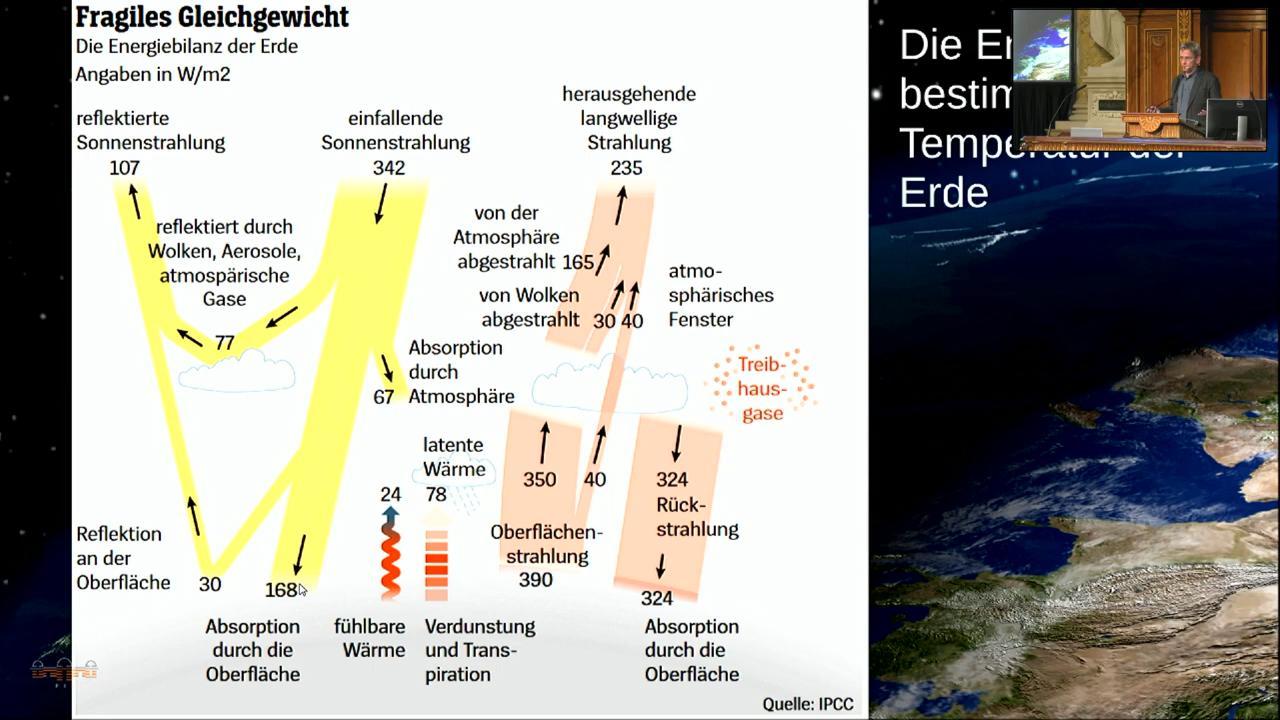 Fragiles Gleichgewicht
Die Energiebilanz der Erde
Angaben in W/m2
reflektierte
Sonnenstrahlung
107
einfallende
Sonnenstrahlung
342
herausgehende
langwellige
Strahlung
235
reflektiert durch
Wolken, Aerosole,
atmospärische
Gase
77
von der
Atmosphäre
abgestrahlt 165
von Wolken
abgestrahlt 30 40
atmo-
sphärisches
Fenster
Absorption
durch
67 Atmosphäre
Treib-
haus-
gase
latente
Wärme
24 78
350 40
324
Rück-
strahlung
Oberflächen-
strahlung
390
324
Reflektion
an der
Oberfläche
30
168
Absorption
durch die
Oberfläche
fühlbare
Wärme
Verdunstung
und Trans-
piration
Absorption
durch die
Oberfläche
Quelle: IPCC
Die
Temperatur der
Erde